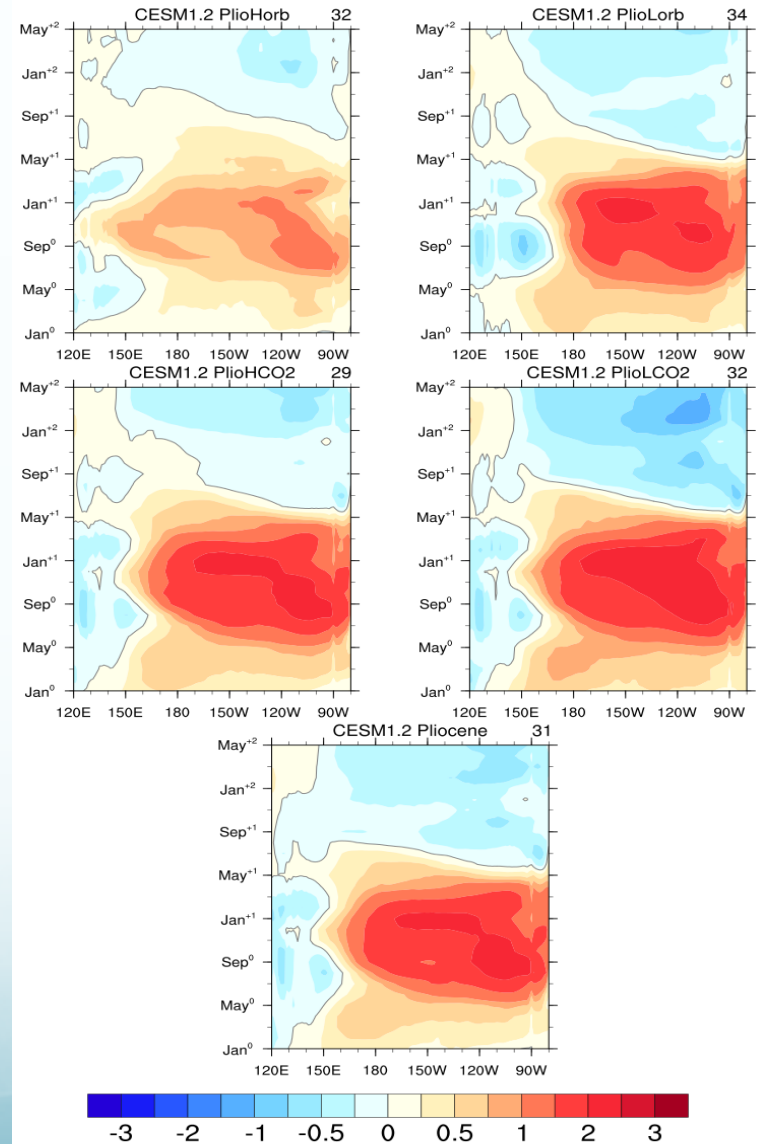 CESM1.2 PlioHorb 32
May+2
Jan+2
Sep+1
May+1
Jan+1
Sep0
May0
Jan0
120E 150E 180 150W 120W 90W
CESM1.2 PlioLorb 34
May+2
Jan+2
Sep+1
May+1
Jan+1
Sep0
May0
Jan0
120E 150E 180 150W 120W 90W
CESM1.2 PlioHCO2 29
May+2
Jan+2
Sep+1
May+1
Jan+1
Sep0
May0
Jan0
120E 150E 180 150W 120W 90W
CESM1.2 PlioLCO2 32
May+2
Jan+2
Sep+1
May+1
Jan+1
Sep0
May0
Jan0
120E 150E 180 150W 120W 90W
CESM1.2 Pliocene 31
May+2
Jan+2
Sep+1
May+1
Jan+1
Sep0
May0
Jan0
120E 150E 180 150W 120W 90W
-3 -2 -1 -0.5 0 0.5 1 2 3